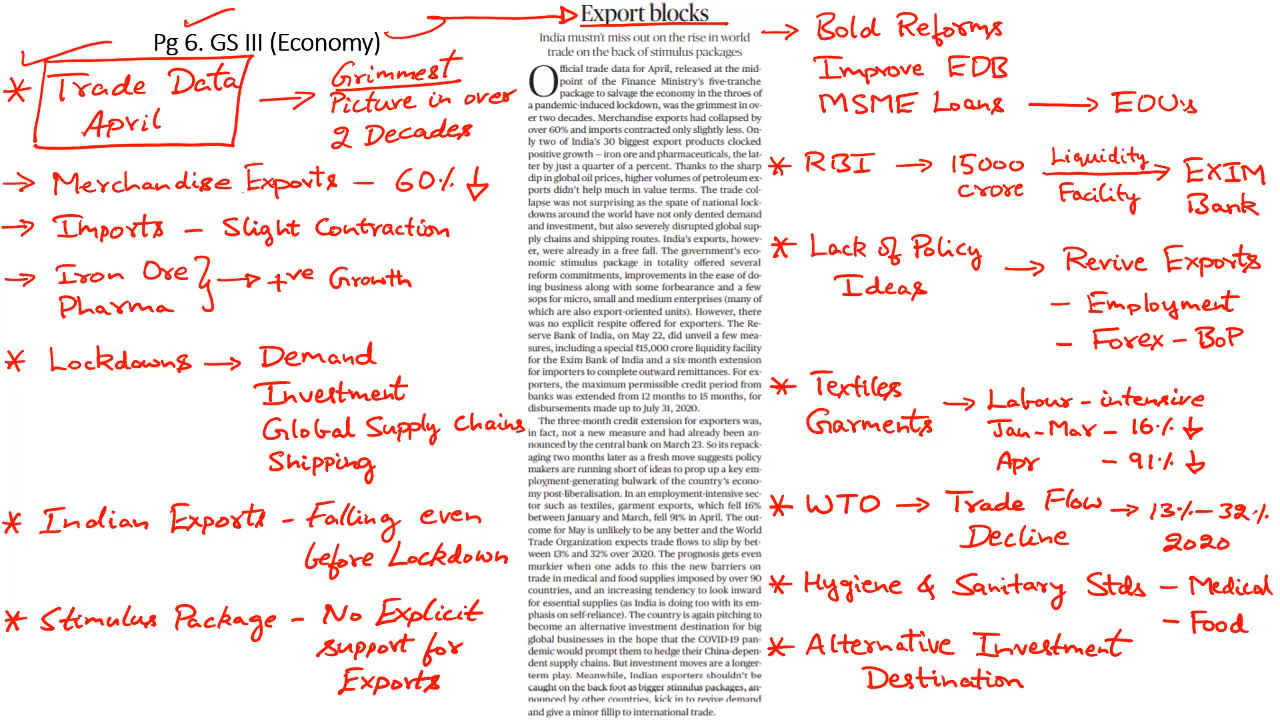 Pg 6. GS III (Economy)
* Trade Data
April
Grimmest
Picture in over
2 Decades
→ Merchandise Exports – 60% ↓
→ Imports – Slight Contraction
→ Iron Ore
Pharma
→ +ve Growth
* Lockdowns → Demand
Investment
Global Supply Chains
Shipping
* Indian Exports – Falling even
before Lockdown
* Stimulus Package – No Explicit
support for
Exports
Export blocks
India mustn't miss out on the rise in world
trade on the back of stimulus packages
Official trade data for April, released at the mid-
point of the Finance Ministry's five-tranche
package to salvage the economy in the throes of
a pandemic-induced lockdown, was the grimmest in ov-
er two decades. Merchandise exports had collapsed by
over 60% and imports contracted only slightly less. On-
ly two of India's 30 biggest export products clocked
positive growth – iron ore and pharmaceuticals, the lat-
ter by just a quarter of a percent. Thanks to the sharp
dip in global oil prices, higher volumes of petroleum ex-
ports didn't help much in value terms. The trade col-
lapse was not surprising as the spate of national lock-
downs around the world have not only dented demand
and investment, but also severely disrupted global sup-
ply chains and shipping routes. India's exports, howev-
er, were already in a free fall. The government's eco-
nomic stimulus package in totality offered several
reform commitments, improvements in the ease of do-
ing business along with some forbearance and a few
sops for micro, small and medium enterprises (many of
which are also export-oriented units). However, there
was no explicit respite offered for exporters. The Re-
serve Bank of India, on May 22, did unveil a few mea-
sures, including a special ₹15,000 crore liquidity facility
for the Exim Bank of India and a six-month extension
for importers to complete outward remittances. For ex-
porters, the maximum permissible credit period from
banks was extended from 12 months to 15 months, for
disbursements made up to July 31, 2020.
The three-month credit extension for exporters was,
in fact, not a new measure and had already been an-
nounced by the central bank on March 23. So its repack-
aging two months later as a fresh move suggests policy
makers are running short of ideas to prop up a key em-
ployment-generating bulwark of the country's econo-
my post-liberalisation. In an employment-intensive sec-
tor such as textiles, garment exports, which fell 16%
between January and March, fell 91% in April. The out-
come for May is unlikely to be any better and the World
Trade Organization expects trade flows to slip by bet-
ween 13% and 32% over 2020. The prognosis gets even
murkier when one adds to this the new barriers on
trade in medical and food supplies imposed by over 90
countries, and an increasing tendency to look inward
for essential supplies (as India is doing too with its em-
phasis on self-reliance). The country is again pitching to
become an alternative investment destination for big
global businesses in the hope that the COVID-19 pan-
demic would prompt them to hedge their China-depen-
dent supply chains. But investment moves are a longer-
term play. Meanwhile, Indian exporters shouldn't be
caught on the back foot as bigger stimulus packages, an-
nounced by other countries, kick in to revive demand
and give a minor fillip to international trade.
→ Bold Reforms
Improve EDB
MSME Loans → EOU's
* RBI → 15000
crore
Liquidity
Facility
EXIM
Bank
* Lack of Policy
Ideas
→ Revive Exports
– Employment
– Forex – BoP
* Textiles
Garments
→ Labour – intensive
Jan-Mar – 16% ↓
Apr – 91% ↓
* WTO → Trade Flow
Decline
→ 13% – 32%
2020
* Hygiene & Sanitary Stds – Medical
– Food
* Alternative Investment
Destination